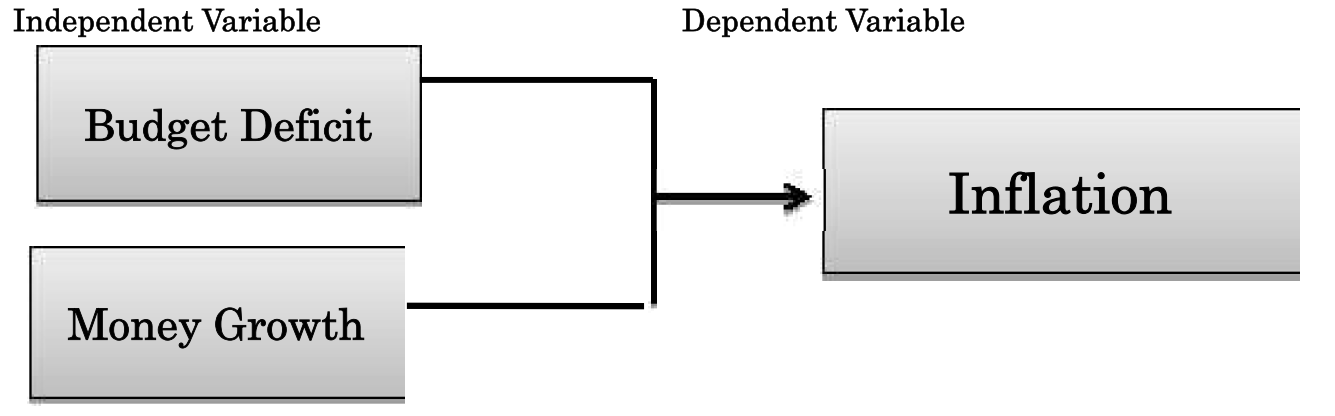 Independent Variable
Dependent Variable
Budget Deficit
Inflation
Money Growth